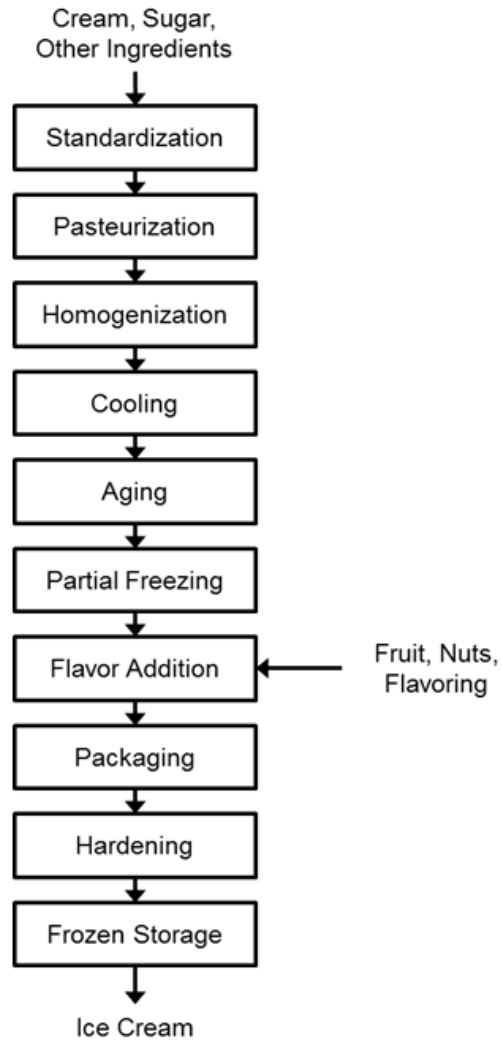 Cream, Sugar,
Other Ingredients
Standardization
Pasteurization
Homogenization
Cooling
Aging
Partial Freezing
Flavor Addition
Fruit, Nuts,
Flavoring
Packaging
Hardening
Frozen Storage
Ice Cream